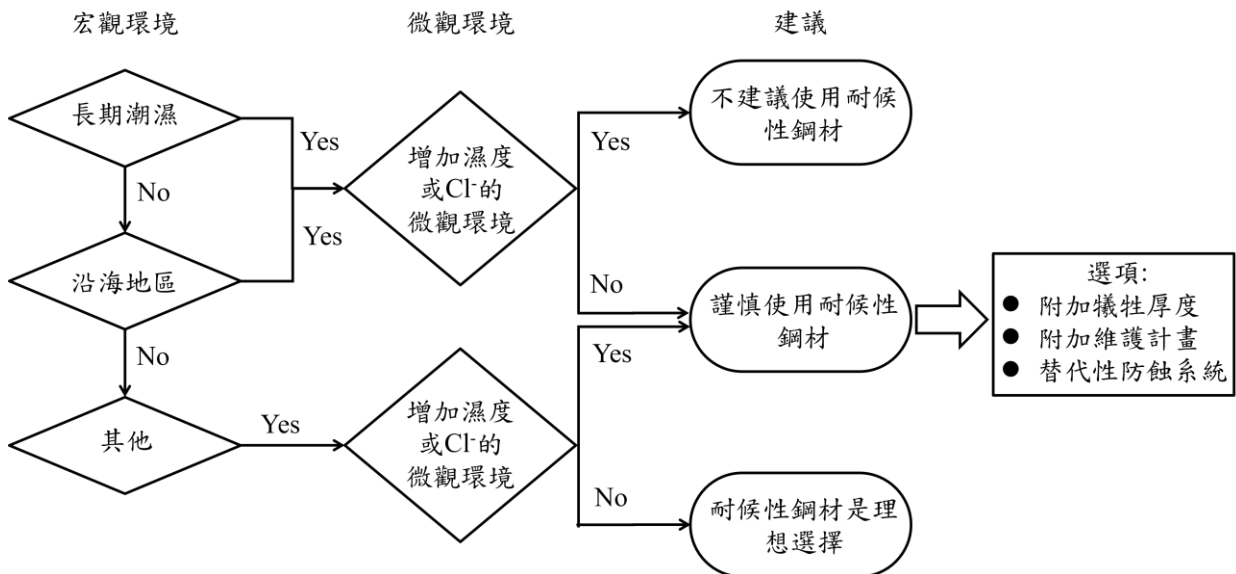 宏觀環境
微觀環境
建議
長期潮濕
Yes
No
沿海地區
Yes
No
其他
Yes
增加濕度
或Cl⁻的
微觀環境
Yes
No
增加濕度
或Cl⁻的
微觀環境
Yes
No
不建議使用耐候
性鋼材
謹慎使用耐候性
鋼材
耐候性鋼材是理
想選擇
選項:
● 附加犧牲厚度
● 附加維護計畫
● 替代性防蝕系統